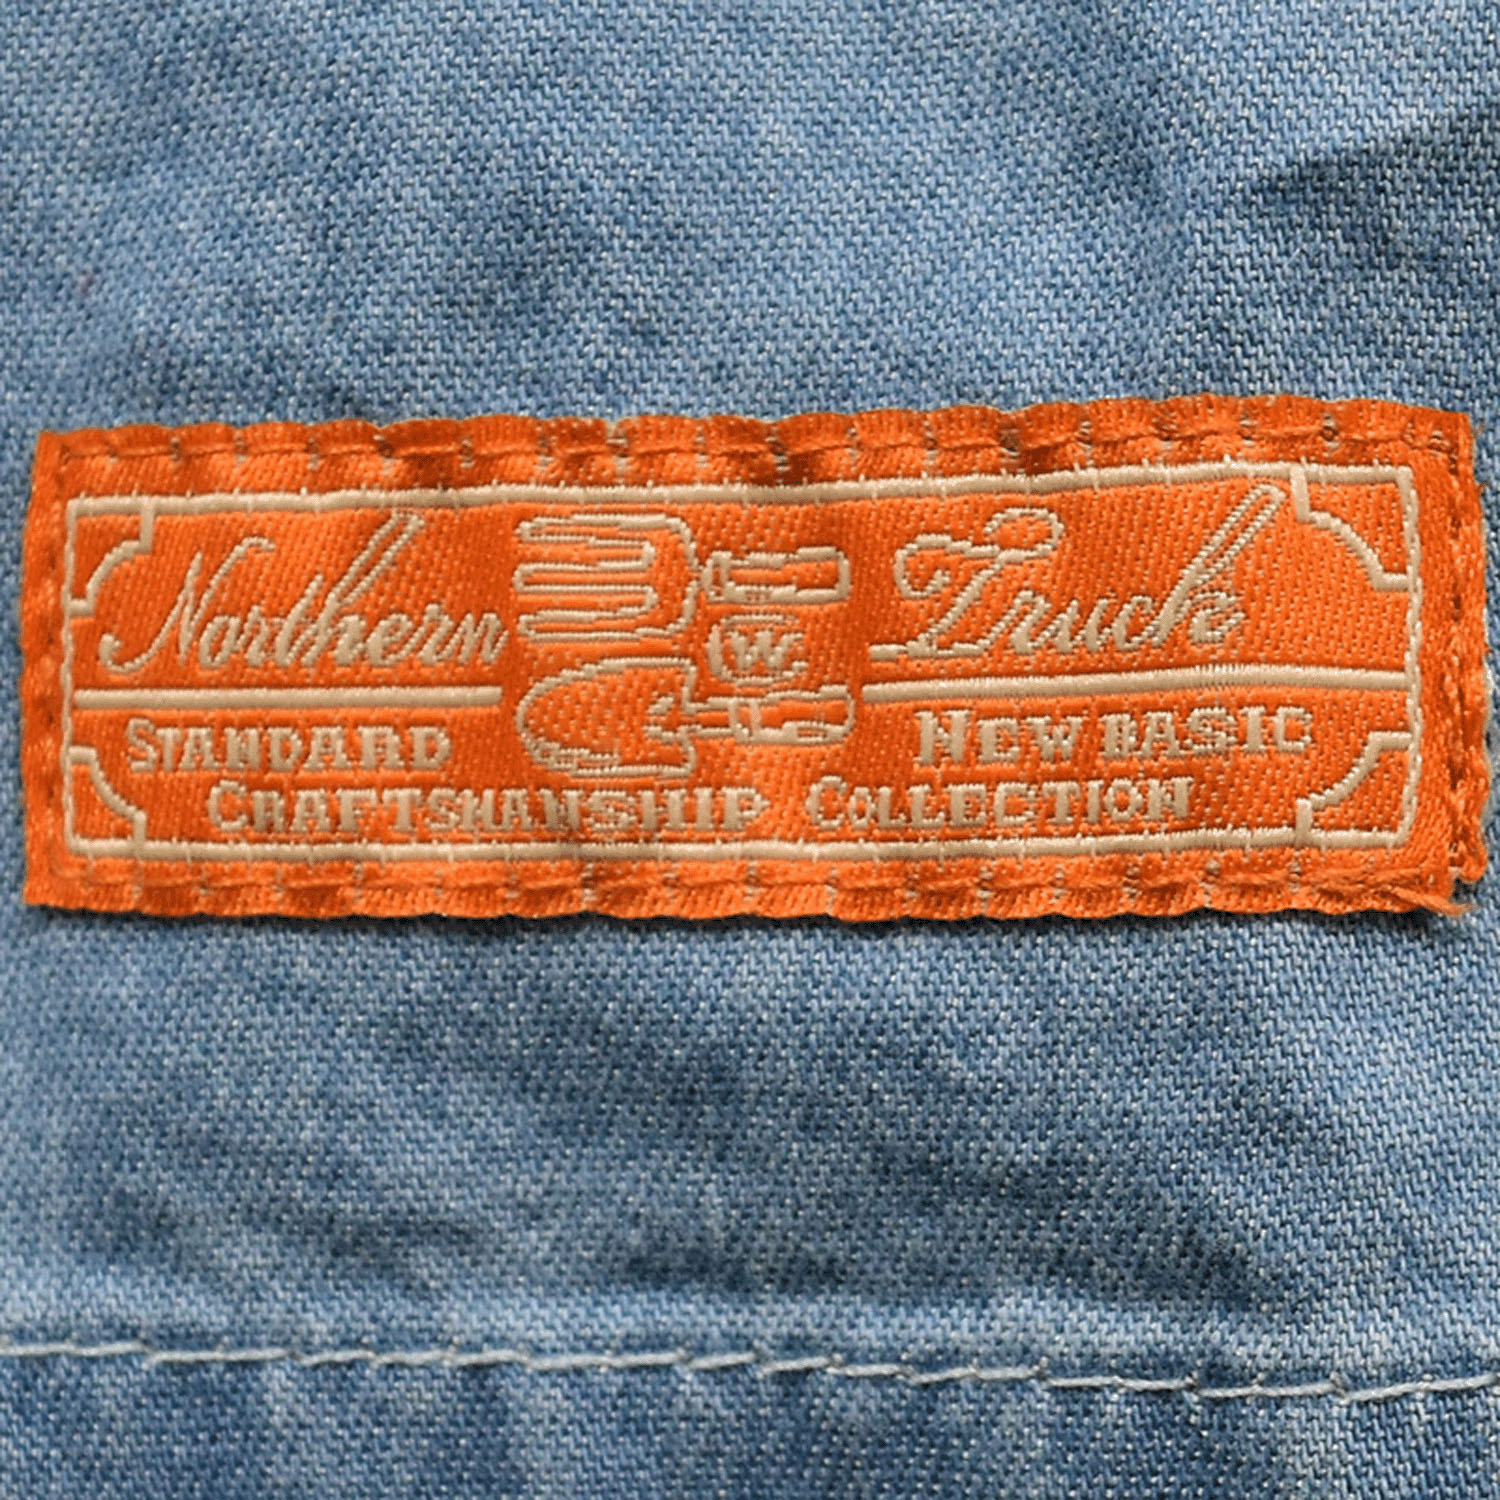 Northern W Truck
STANDARD NEW BASIC
CRAFTSMANSHIP COLLECTION